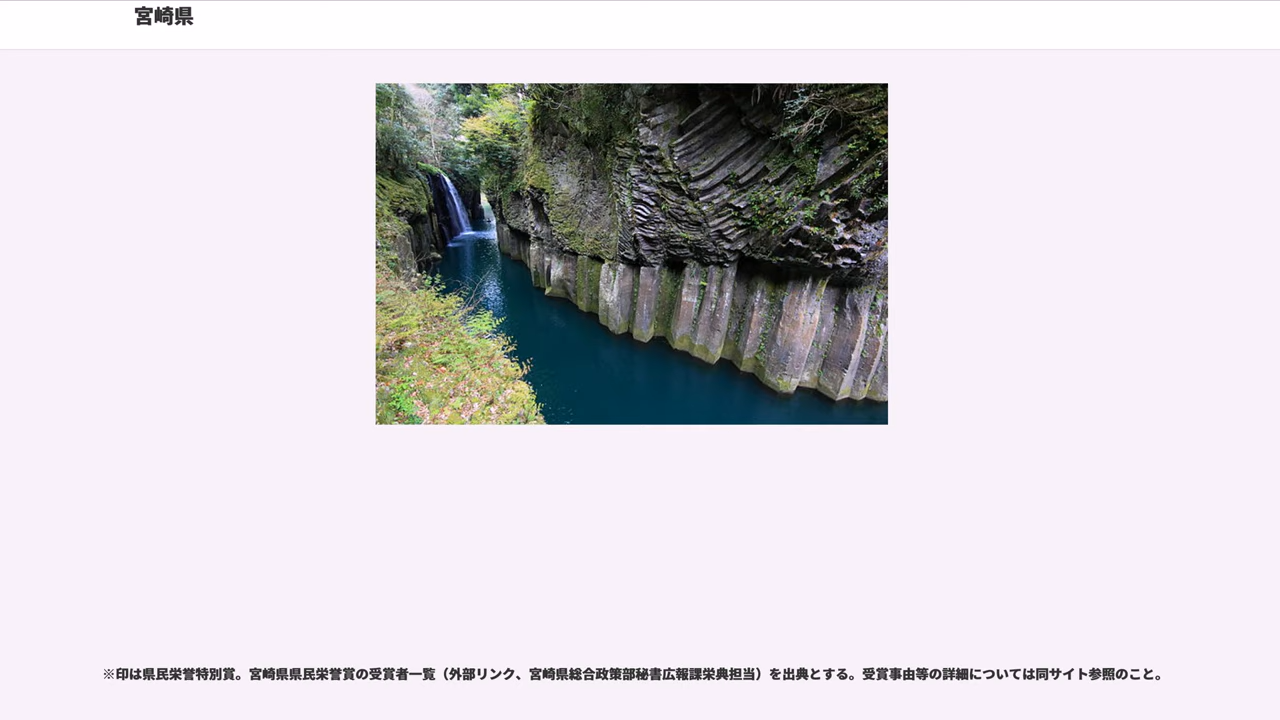 宮崎県
※印は県民栄誉特別賞。宮崎県県民栄誉賞の受賞者一覧（外部リンク、宮崎県総合政策部秘書広報課栄典担当）を出典とする。受賞事由等の詳細については同サイト参照のこと。